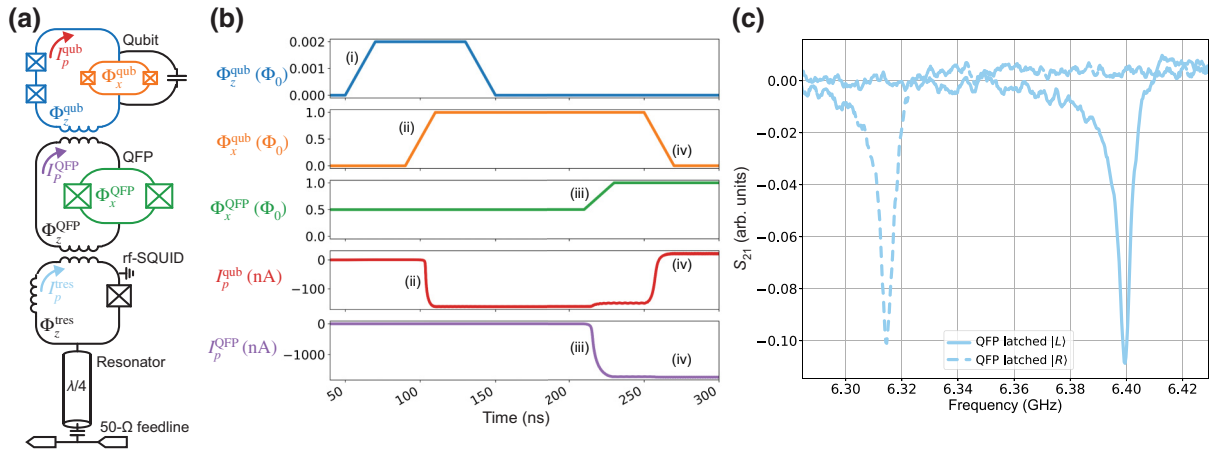 (a)
Qubit
I_p^qub
Φ_x^qub
Φ_z^qub
QFP
I_P^QFP
Φ_x^QFP
Φ_z^QFP
rf-SQUID
I_p^tres
Φ_z^tres
Resonator
λ/4
50-Ω feedline
(b)
Φ_z^qub (Φ_0)
0.002
0.001
0.000
(i)
Φ_x^qub (Φ_0)
1.0
0.5
0.0
(ii)
(iv)
Φ_x^QFP (Φ_0)
1.0
0.5
0.0
(iii)
I_p^qub (nA)
0
−100
(ii)
(iv)
I_p^QFP (nA)
0
−1000
(iii)
(iv)
50
100
150
200
250
300
Time (ns)
(c)
S_21 (arb. units)
0.00
−0.02
−0.04
−0.06
−0.08
−0.10
QFP latched |L⟩
QFP latched |R⟩
6.30
6.32
6.34
6.36
6.38
6.40
6.42
Frequency (GHz)